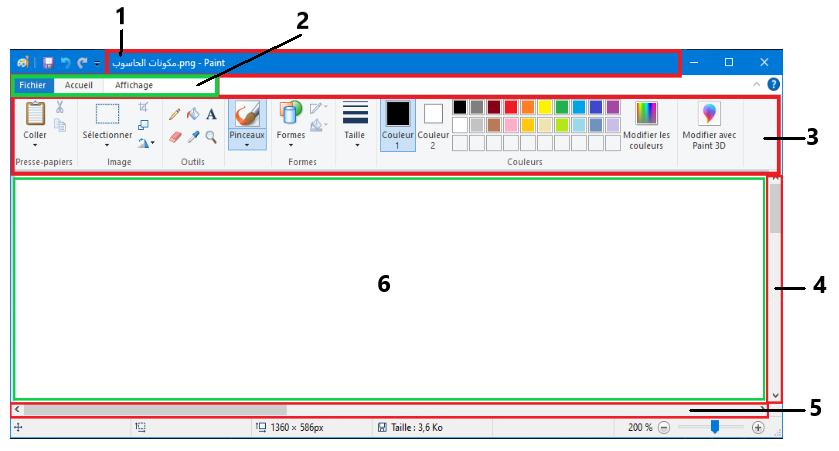 1
2
مكونات الحاسوب.png - Paint
Fichier Accueil Affichage
Coller
Sélectionner
A
Pinceaux
Formes
Taille
Couleur 1
Couleur 2
Modifier les couleurs
Modifier avec Paint 3D
3
Presse-papiers Image Outils Formes Couleurs
6
4
5
1360 × 586px
Taille : 3,6 Ko
200 %